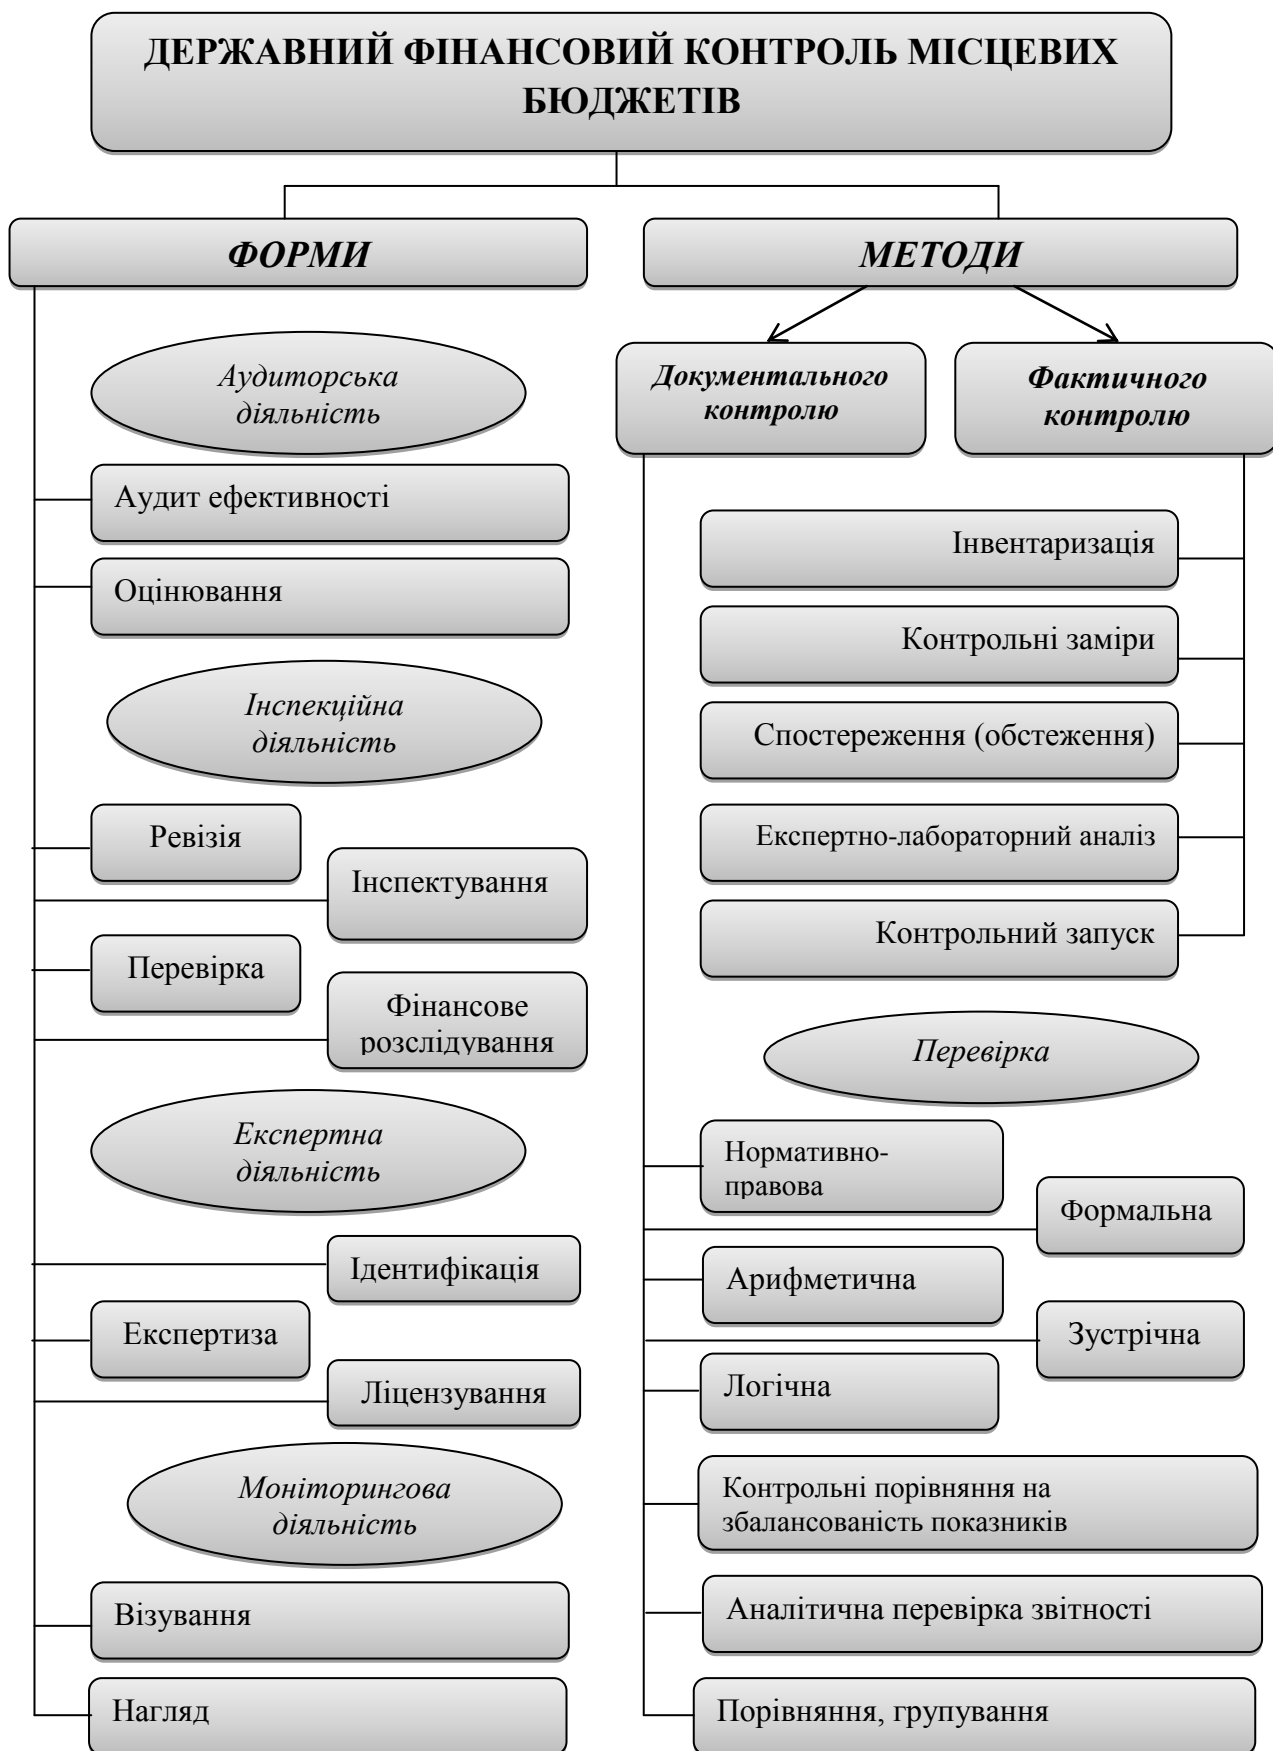 ДЕРЖАВНИЙ ФІНАНСОВИЙ КОНТРОЛЬ МІСЦЕВИХ
БЮДЖЕТІВ
ФОРМИ
Аудиторська
діяльність
Аудит ефективності
Оцінювання
Інспекційна
діяльність
Ревізія
Інспектування
Перевірка
Фінансове
розслідування
Експертна
діяльність
Ідентифікація
Експертиза
Ліцензування
Моніторингова
діяльність
Візування
Нагляд
МЕТОДИ
Документального
контролю
Фактичного
контролю
Інвентаризація
Контрольні заміри
Спостереження (обстеження)
Експертно-лабораторний аналіз
Контрольний запуск
Перевірка
Нормативно-
правова
Формальна
Арифметична
Зустрічна
Логічна
Контрольні порівняння на
збалансованість показників
Аналітична перевірка звітності
Порівняння, групування